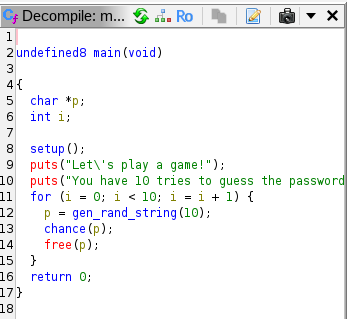 Decompile: m... Ro
1
2 undefined8 main(void)
3
4 {
5 char *p;
6 int i;
7
8 setup();
9 puts("Let\'s play a game!");
10 puts("You have 10 tries to guess the password
11 for (i = 0; i < 10; i = i + 1) {
12 p = gen_rand_string(10);
13 chance(p);
14 free(p);
15 }
16 return 0;
17 }
18